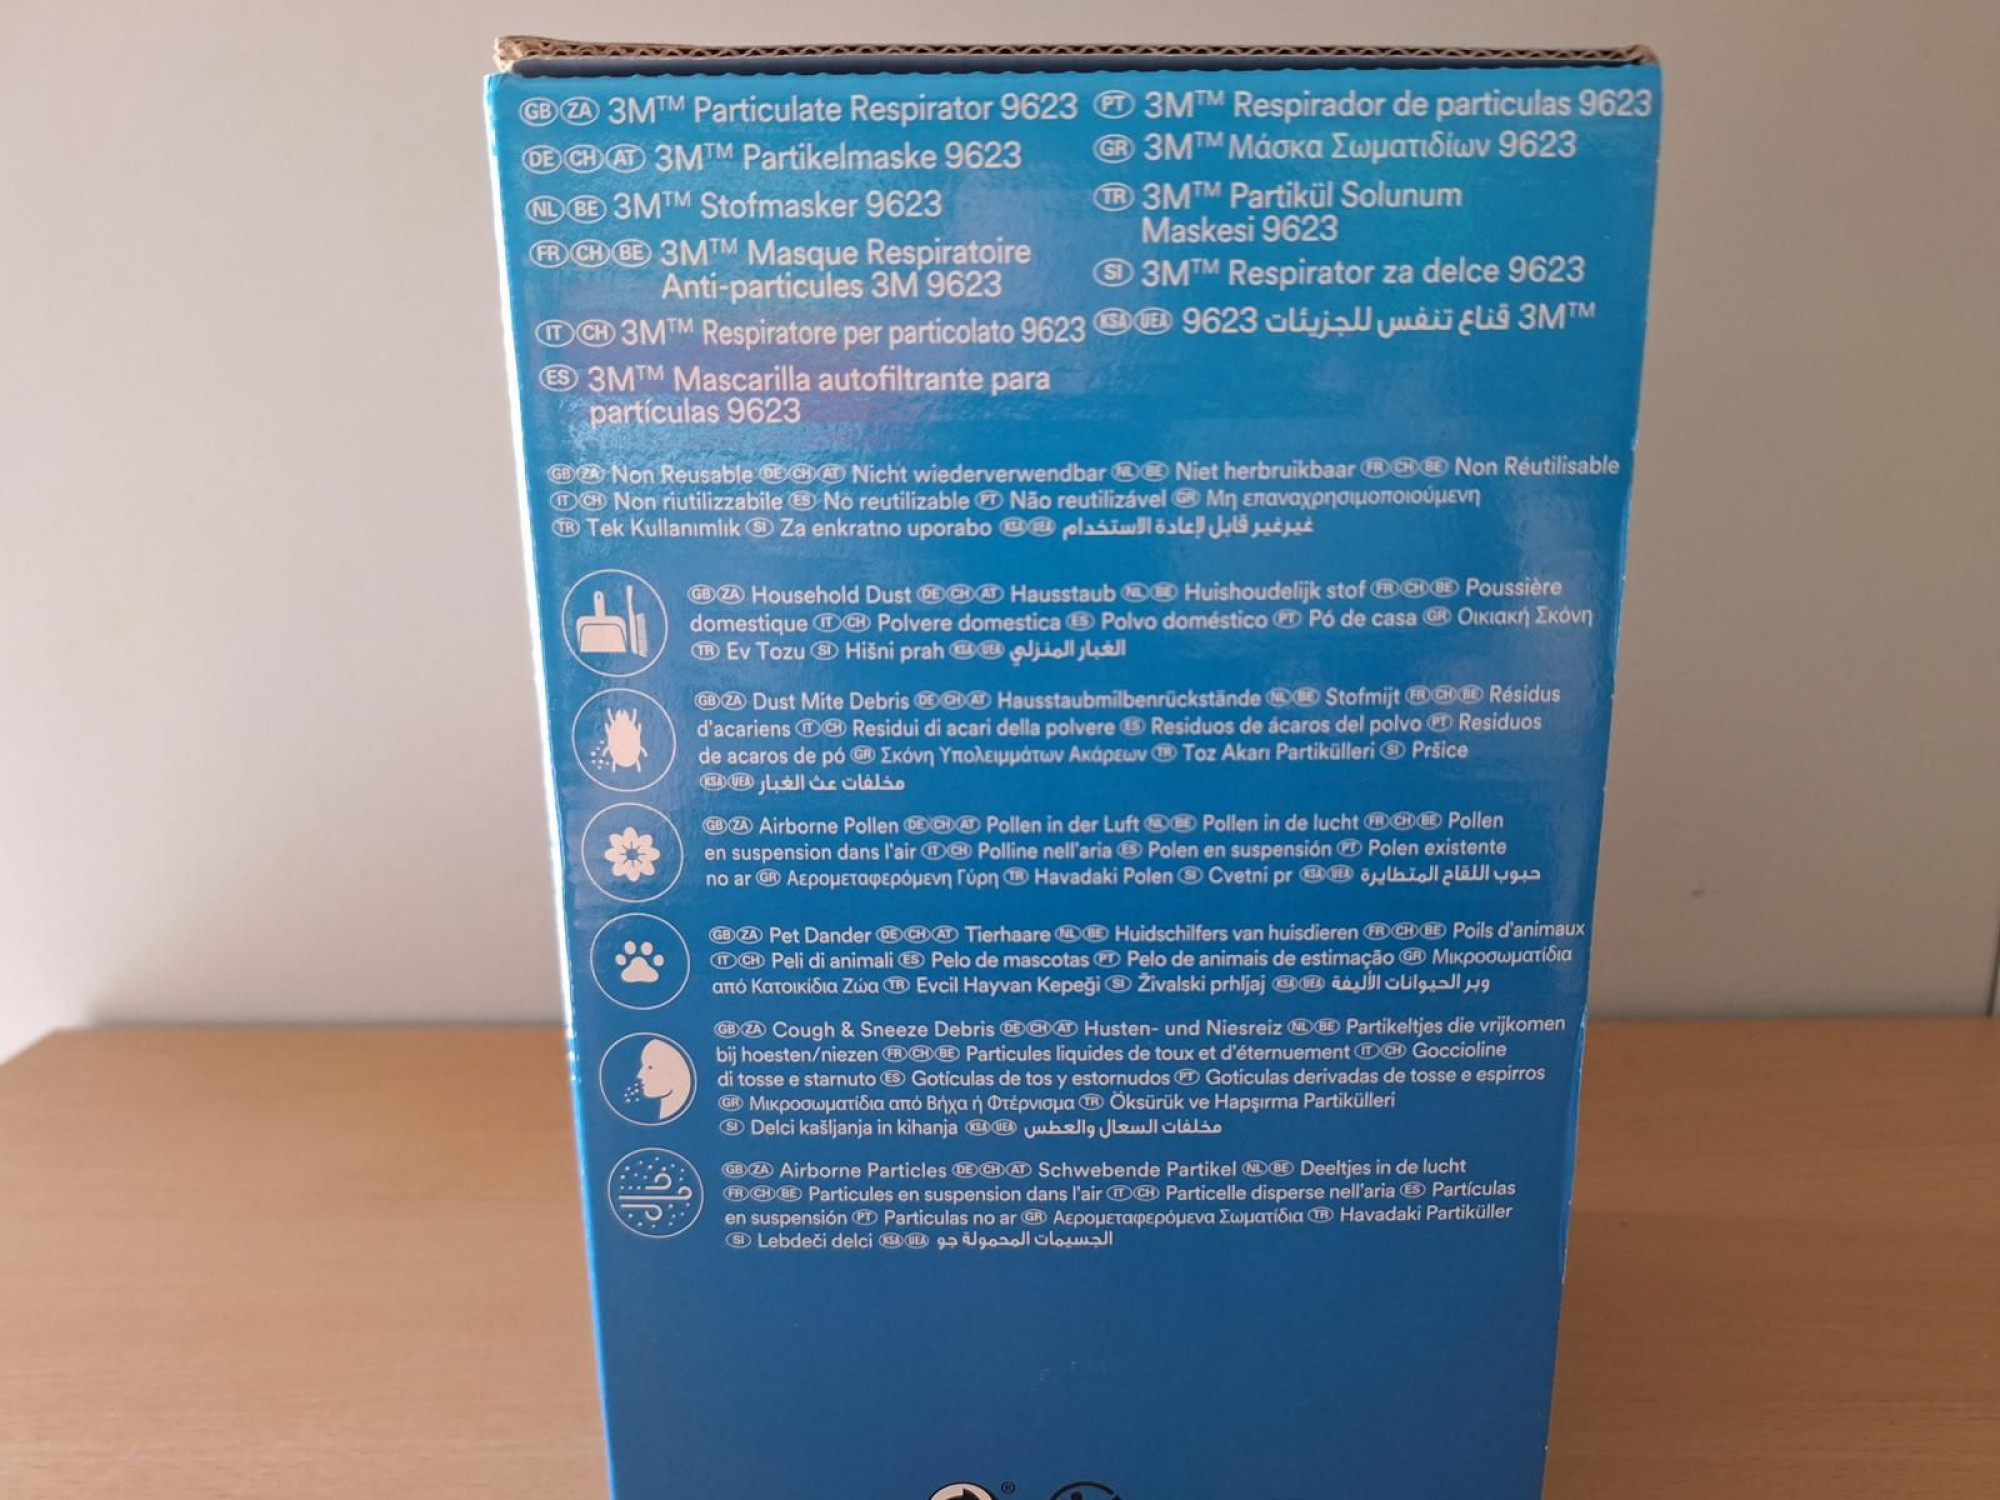 GB ZA 3M™ Particulate Respirator 9623
DE CH AT 3M™ Partikelmaske 9623
NL BE 3M™ Stofmasker 9623
FR CH BE 3M™ Masque Respiratoire
Anti-particules 3M 9623
IT CH 3M™ Respiratore per particolato 9623
ES 3M™ Mascarilla autofiltrante para
partículas 9623
PT 3M™ Respirador de particulas 9623
GR 3M™ Μάσκα Σωματιδίων 9623
TR 3M™ Partikül Solunum
Maskesi 9623
SI 3M™ Respirator za delce 9623
KSA UEA 3M™ قناع تنفس للجزيئات 9623
GB ZA Non Reusable DE CH AT Nicht wiederverwendbar NL BE Niet herbruikbaar FR CH BE Non Réutilisable
IT CH Non riutilizzabile ES No reutilizable PT Não reutilizável GR Μη επαναχρησιμοποιούμενη
TR Tek Kullanımlık SI Za enkratno uporabo KSA UEA غيرغير قابل لإعادة الاستخدام
GB ZA Household Dust DE CH AT Hausstaub NL BE Huishoudelijk stof FR CH BE Poussière
domestique IT CH Polvere domestica ES Polvo doméstico PT Pó de casa GR Οικιακή Σκόνη
TR Ev Tozu SI Hišni prah KSA UEA الغبار المنزلي
GB ZA Dust Mite Debris DE CH AT Hausstaubmilbenrückstände NL BE Stofmijt FR CH BE Résidus
d'acariens IT CH Residui di acari della polvere ES Residuos de ácaros del polvo PT Residuos
de acaros de pó GR Σκόνη Υπολειμμάτων Ακάρεων TR Toz Akarı Partikülleri SI Pršice
KSA UEA مخلفات عث الغبار
GB ZA Airborne Pollen DE CH AT Pollen in der Luft NL BE Pollen in de lucht FR CH BE Pollen
en suspension dans l'air IT CH Polline nell'aria ES Polen en suspensión PT Polen existente
no ar GR Αερομεταφερόμενη Γύρη TR Havadaki Polen SI Cvetni pr KSA UEA حبوب اللقاح المتطايرة
GB ZA Pet Dander DE CH AT Tierhaare NL BE Huidschilfers van huisdieren FR CH BE Poils d'animaux
IT CH Peli di animali ES Pelo de mascotas PT Pelo de animais de estimação GR Μικροσωματίδια
από Κατοικίδια Ζώα TR Evcil Hayvan Kepeği SI Živalski prhljaj KSA UEA وبر الحيوانات الأليفة
GB ZA Cough & Sneeze Debris DE CH AT Husten- und Niesreiz NL BE Partikeltjes die vrijkomen
bij hoesten/niezen FR CH BE Particules liquides de toux et d'éternuement IT CH Goccioline
di tosse e starnuto ES Gotículas de tos y estornudos PT Goticulas derivadas de tosse e espirros
GR Μικροσωματίδια από Βήχα ή Φτέρνισμα TR Öksürük ve Hapşırma Partikülleri
SI Delci kašljanja in kihanja KSA UEA مخلفات السعال والعطس
GB ZA Airborne Particles DE CH AT Schwebende Partikel NL BE Deeltjes in de lucht
FR CH BE Particules en suspension dans l'air IT CH Particelle disperse nell'aria ES Partículas
en suspensión PT Particulas no ar GR Αερομεταφερόμενα Σωματίδια TR Havadaki Partiküller
SI Lebdeči delci KSA UEA الجسيمات المحمولة جو
®